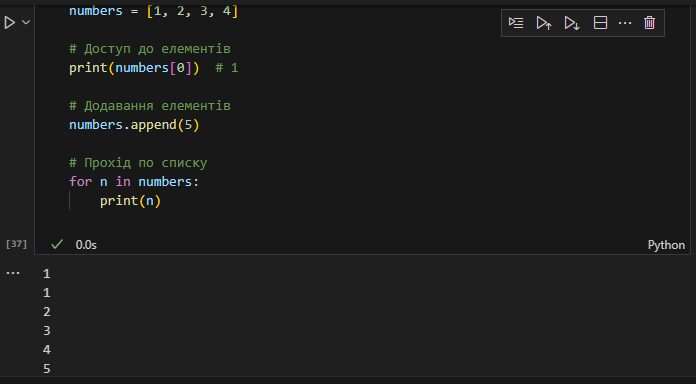 numbers = [1, 2, 3, 4]
# Доступ до елементів
print(numbers[0])  # 1
# Додавання елементів
numbers.append(5)
# Прохід по списку
for n in numbers:
    print(n)
[37] 0.0s Python
1
1
2
3
4
5